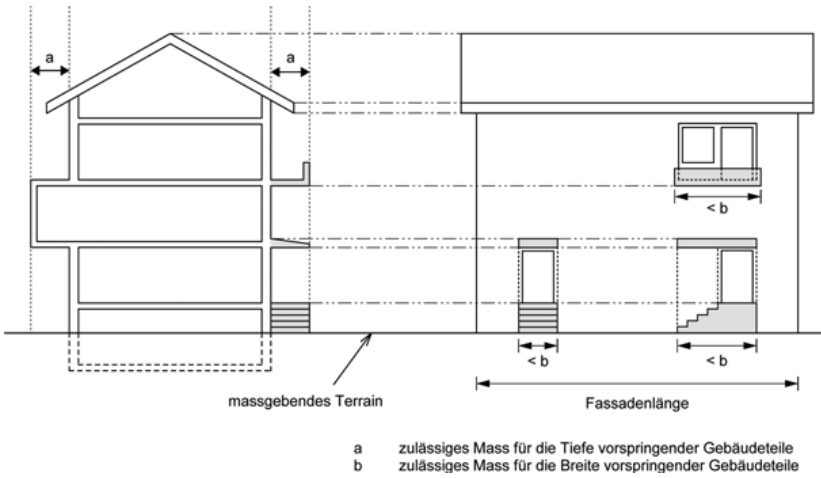 a
a
< b
< b
< b
massgebendes Terrain
Fassadenlänge
a zulässiges Mass für die Tiefe vorspringender Gebäudeteile
b zulässiges Mass für die Breite vorspringender Gebäudeteile